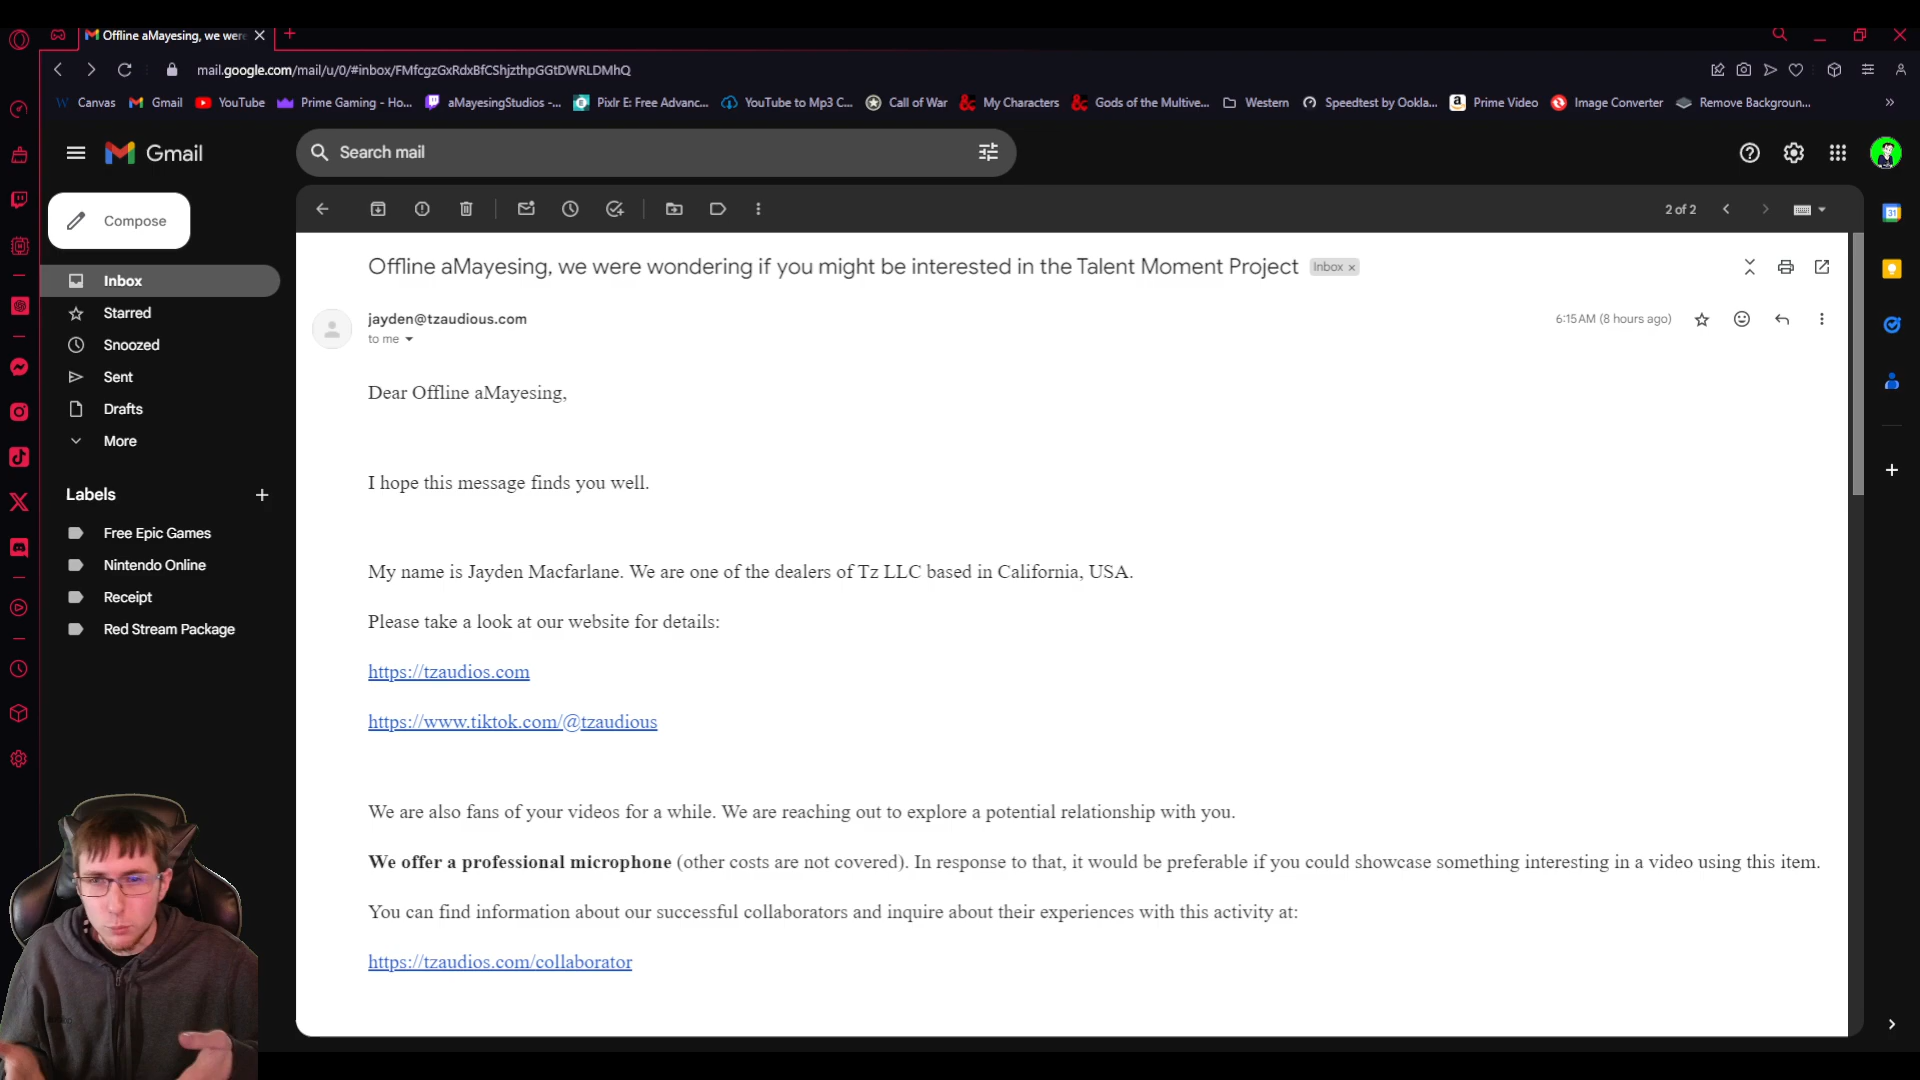 Offline aMayesing, we were
mail.google.com/mail/u/0/#inbox/FMfcgzGxRdxBfCShjzthpGGtDWRLDMhQ
Canvas Gmail YouTube Prime Gaming - Ho... aMayesingStudios -... Pixlr E: Free Advanc... YouTube to Mp3 C... Call of War My Characters Gods of the Multive... Western Speedtest by Ookla... Prime Video Image Converter Remove Backgroun...
Gmail
Search mail
Compose
2 of 2
Inbox
Starred
Snoozed
Sent
Drafts
More
Labels
Free Epic Games
Nintendo Online
Receipt
Red Stream Package
Offline aMayesing, we were wondering if you might be interested in the Talent Moment Project Inbox x
jayden@tzaudious.com
6:15 AM (8 hours ago)
to me
Dear Offline aMayesing,
I hope this message finds you well.
My name is Jayden Macfarlane. We are one of the dealers of Tz LLC based in California, USA.
Please take a look at our website for details:
https://tzaudios.com
https://www.tiktok.com/@tzaudious
We are also fans of your videos for a while. We are reaching out to explore a potential relationship with you.
We offer a professional microphone (other costs are not covered). In response to that, it would be preferable if you could showcase something interesting in a video using this item.
You can find information about our successful collaborators and inquire about their experiences with this activity at:
https://tzaudios.com/collaborator
31